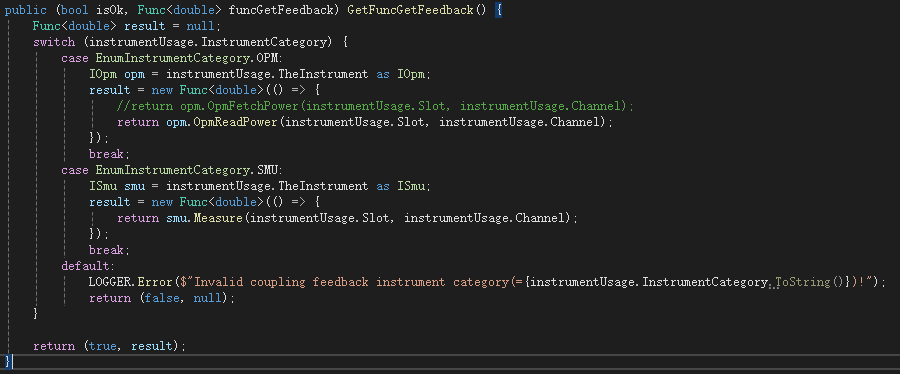 public (bool isOk, Func<double> funcGetFeedback) GetFuncGetFeedback() {
    Func<double> result = null;
    switch (instrumentUsage.InstrumentCategory) {
        case EnumInstrumentCategory.OPM:
            IOpm opm = instrumentUsage.TheInstrument as IOpm;
            result = new Func<double>(() => {
                //return opm.OpmFetchPower(instrumentUsage.Slot, instrumentUsage.Channel);
                return opm.OpmReadPower(instrumentUsage.Slot, instrumentUsage.Channel);
            });
            break;
        case EnumInstrumentCategory.SMU:
            ISmu smu = instrumentUsage.TheInstrument as ISmu;
            result = new Func<double>(() => {
                return smu.Measure(instrumentUsage.Slot, instrumentUsage.Channel);
            });
            break;
        default:
            LOGGER.Error($"Invalid coupling feedback instrument category(={instrumentUsage.InstrumentCategory.ToString()})!");
            return (false, null);
    }

    return (true, result);
}